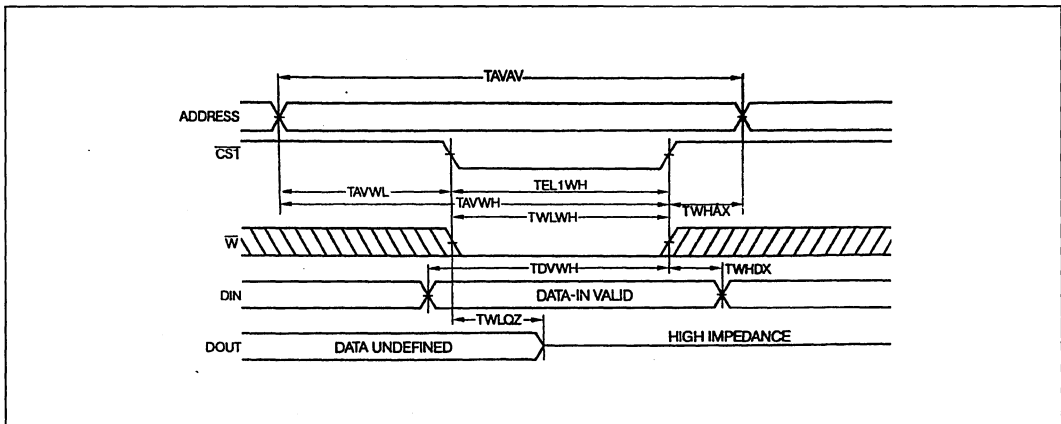 TAVAV
ADDRESS
CS1
TAVWL
TEL1WH
TAVWH
TWHAX
TWLWH
W
TDVWH
TWHDX
DIN
DATA-IN VALID
TWLQZ
HIGH IMPEDANCE
DOUT
DATA UNDEFINED